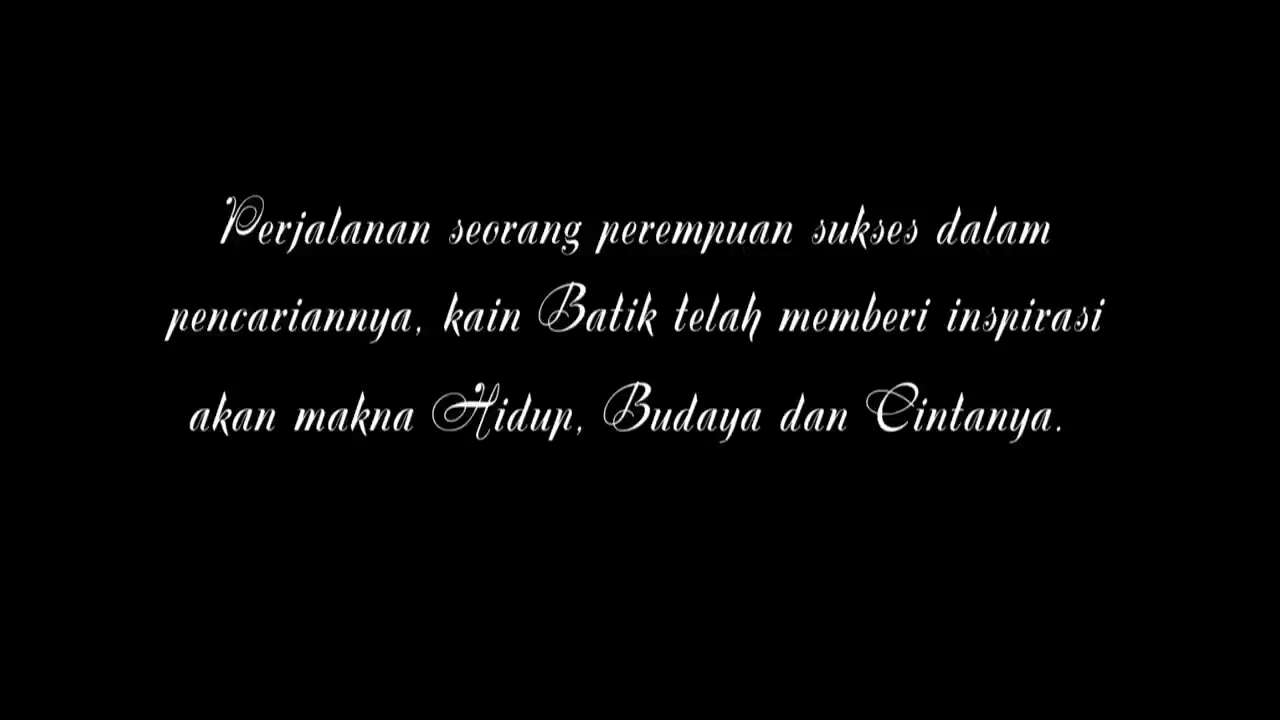 Perjalanan seorang perempuan sukses dalam
pencariannya, kain Batik telah memberi inspirasi
akan makna Hidup, Budaya dan Cintanya.